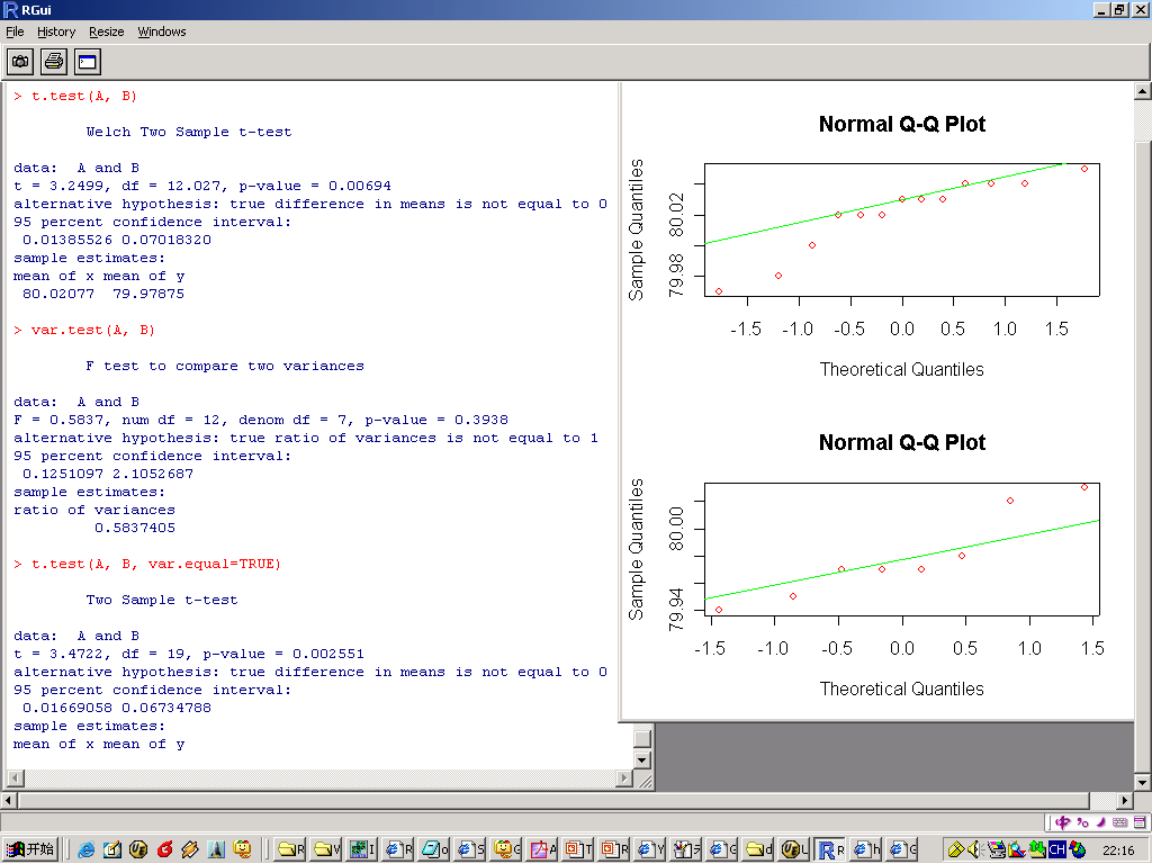 RGui
File History Resize Windows
> t.test(A, B)
Welch Two Sample t-test
data: A and B
t = 3.2499, df = 12.027, p-value = 0.00694
alternative hypothesis: true difference in means is not equal to 0
95 percent confidence interval:
0.01385526 0.07018320
sample estimates:
mean of x mean of y
80.02077 79.97875
> var.test(A, B)
F test to compare two variances
data: A and B
F = 0.5837, num df = 12, denom df = 7, p-value = 0.3938
alternative hypothesis: true ratio of variances is not equal to 1
95 percent confidence interval:
0.1251097 2.1052687
sample estimates:
ratio of variances
0.5837405
> t.test(A, B, var.equal=TRUE)
Two Sample t-test
data: A and B
t = 3.4722, df = 19, p-value = 0.002551
alternative hypothesis: true difference in means is not equal to 0
95 percent confidence interval:
0.01669058 0.06734788
sample estimates:
mean of x mean of y
Normal Q-Q Plot
Sample Quantiles
80.02
79.98
-1.5 -1.0 -0.5 0.0 0.5 1.0 1.5
Theoretical Quantiles
Normal Q-Q Plot
Sample Quantiles
80.00
79.94
-1.5 -1.0 -0.5 0.0 0.5 1.0 1.5
Theoretical Quantiles
中
开始
CH
22:16